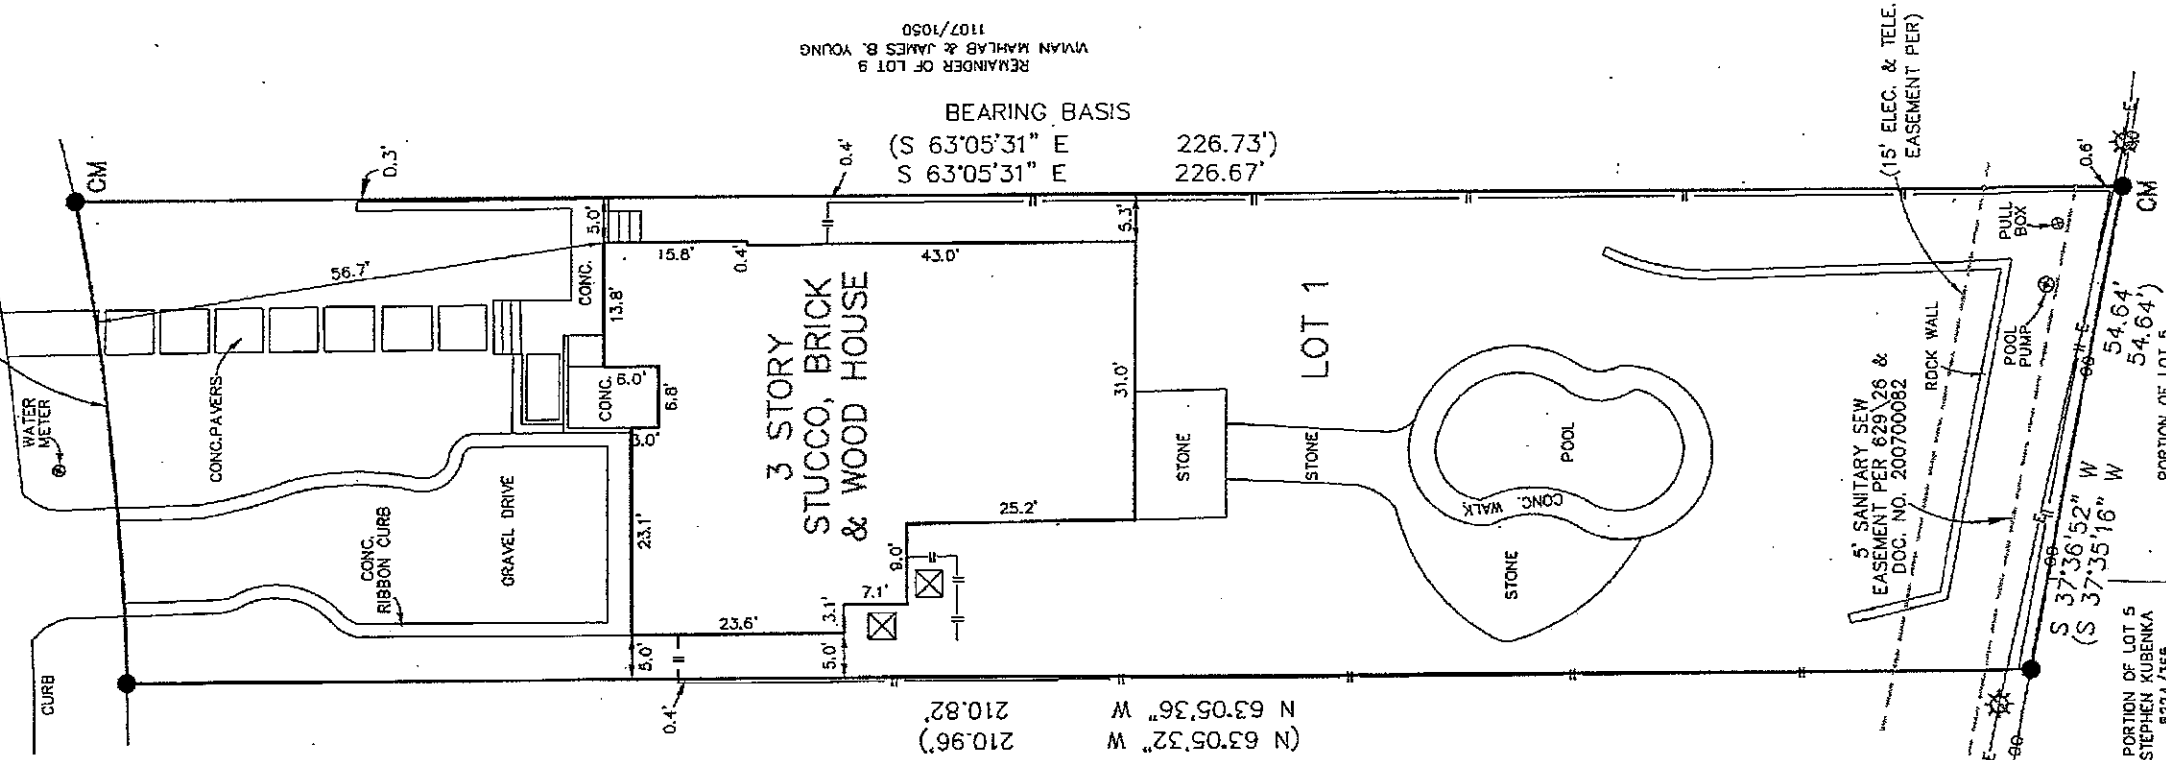 REMAINDER OF LOT 9
VIVIAN MAHLAB & JAMES B. YOUNG
1107/1050
BEARING BASIS
(S 63°05'31" E 226.73')
S 63°05'31" E 226.67'
CM
0.3'
0.4'
(15' ELEC. & TELE.
EASEMENT PER)
0.6'
CM
56.7'
5.0'
CONC.
15.8'
0.4'
43.0'
5.3'
13.8'
WATER
METER
CONC.PAVERS
CONC.
6.0'
6.8'
3.0'
3 STORY
STUCCO, BRICK
& WOOD HOUSE
31.0'
LOT 1
PULL
BOX
POOL
PUMP
ROCK WALL
STONE
STONE
POOL
CONC. WALK
STONE
5' SANITARY SEW
EASEMENT PER 629\26 &
DOC. NO. 200700082
GRAVEL DRIVE
CONC.
RIBBON CURB
23.1'
25.2'
9.0'
7.1'
3.1'
23.6'
5.0'
5.0'
0.4'
CURB
N 63°05'36" W 210.82'
(N 63°05'32" W 210.96')
S 37°36'52" W 54.64'
(S 37°35'16" W 54.64')
PORTION OF LOT 5
PORTION OF LOT 5
STEPHEN KUBENKA
E
E
E
E